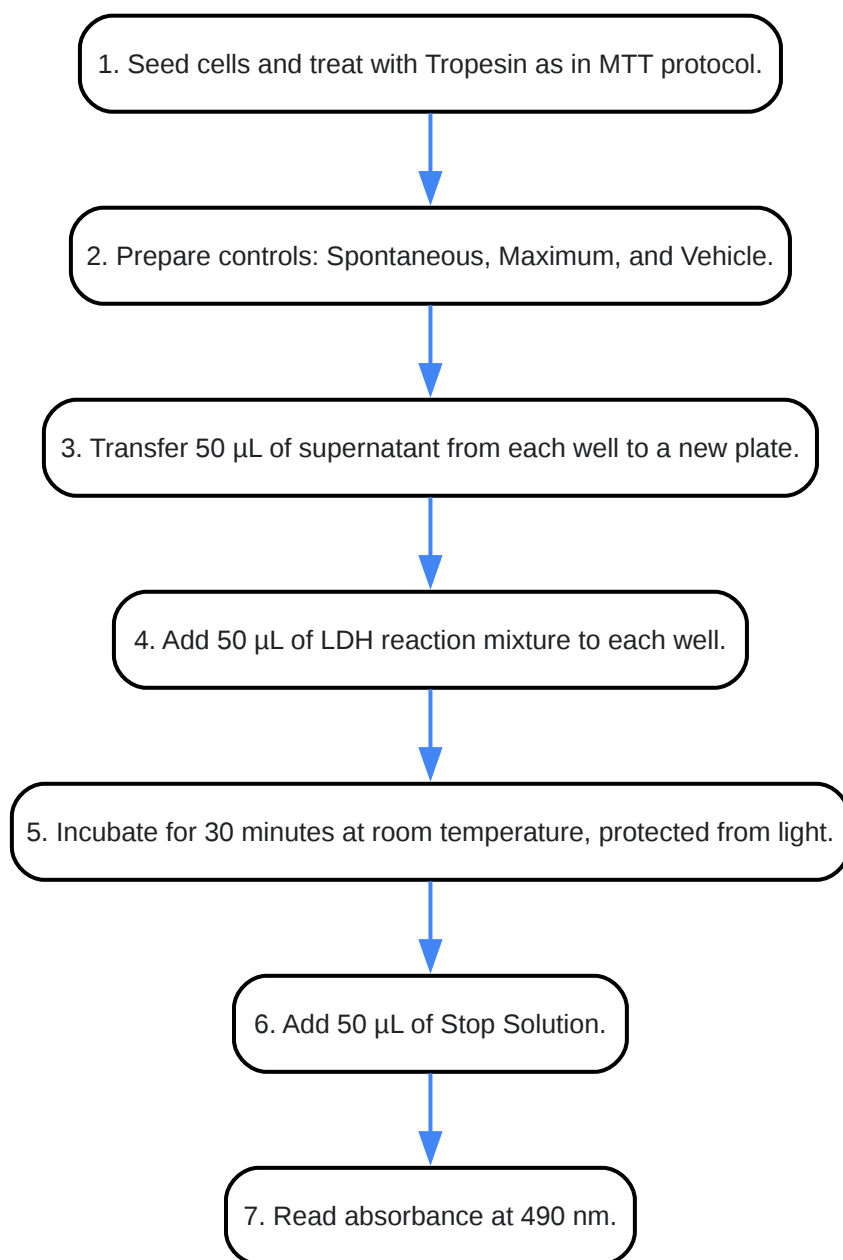 1. Seed cells and treat with Tropesin as in MTT protocol.
2. Prepare controls: Spontaneous, Maximum, and Vehicle.
3. Transfer 50 µL of supernatant from each well to a new plate.
4. Add 50 µL of LDH reaction mixture to each well.
5. Incubate for 30 minutes at room temperature, protected from light.
6. Add 50 µL of Stop Solution.
7. Read absorbance at 490 nm.